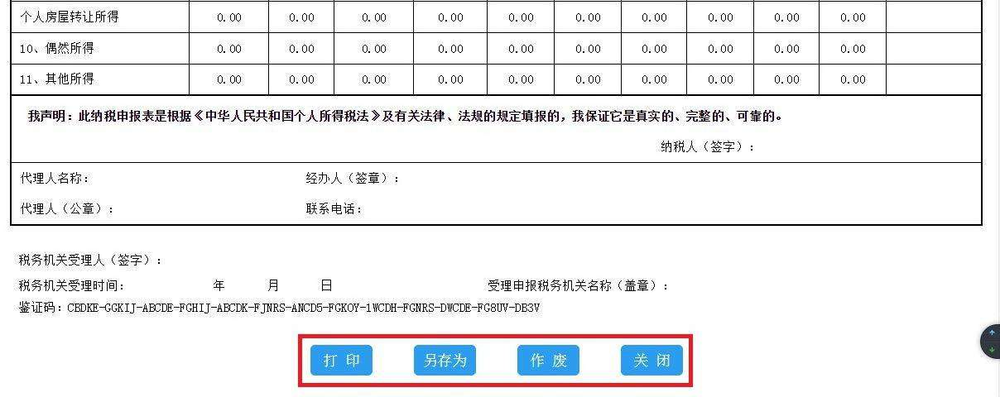 个人房屋转让所得 0.00 0.00 0.00 0.00 0.00 0.00 0.00 0.00 0.00 0.00
10、偶然所得 0.00 0.00 0.00 0.00 0.00 0.00 0.00 0.00 0.00 0.00
11、其他所得 0.00 0.00 0.00 0.00 0.00 0.00 0.00 0.00 0.00 0.00
我声明：此纳税申报表是根据《中华人民共和国个人所得税法》及有关法律、法规的规定填报的，我保证它是真实的、完整的、可靠的。
纳税人（签字）：
代理人名称： 经办人（签章）：
代理人（公章）： 联系电话：
税务机关受理人（签字）：
税务机关受理时间： 年 月 日 受理申报税务机关名称（盖章）：
鉴证码：CBDKE-GGKIJ-ABCDE-FGHIJ-ABCDK-FJNRS-ANCD5-FGKOY-1WCDH-FGNRS-DWCDE-FG8UV-DB3V
打 印 另存为 作 废 关 闭